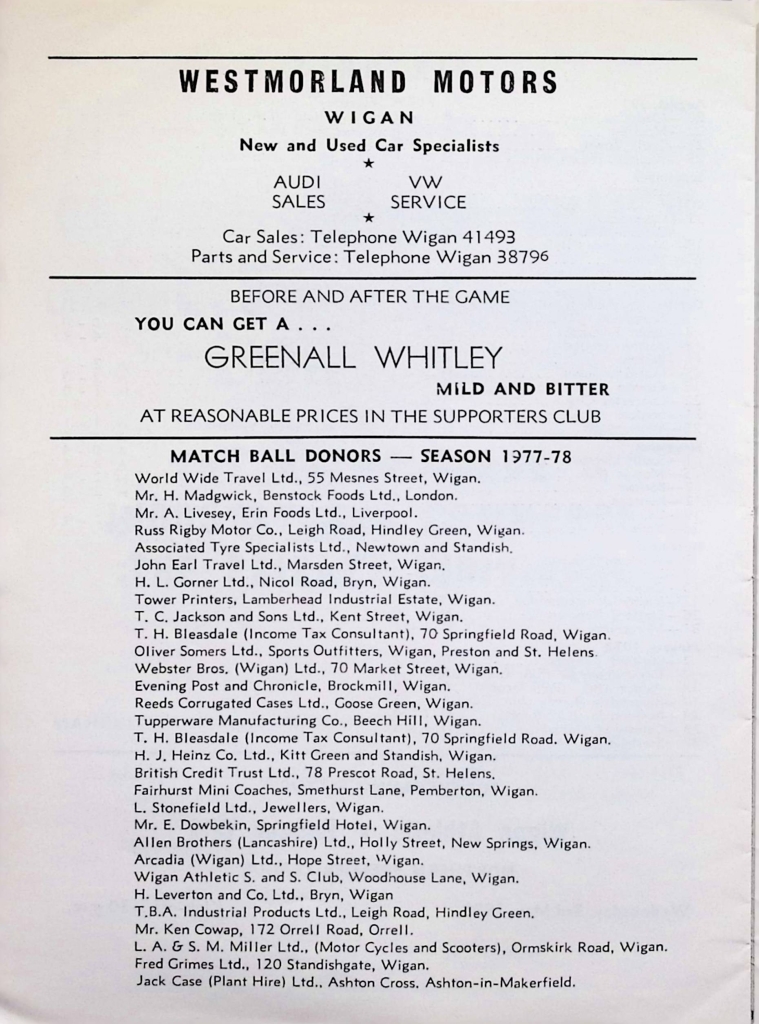 WESTMORLAND MOTORS
WIGAN
New and Used Car Specialists
★
AUDI VW
SALES SERVICE
★
Car Sales: Telephone Wigan 41493
Parts and Service: Telephone Wigan 38796
BEFORE AND AFTER THE GAME
YOU CAN GET A . . .
GREENALL WHITLEY
MILD AND BITTER
AT REASONABLE PRICES IN THE SUPPORTERS CLUB
MATCH BALL DONORS — SEASON 1977-78
World Wide Travel Ltd., 55 Mesnes Street, Wigan.
Mr. H. Madgwick, Benstock Foods Ltd., London.
Mr. A. Livesey, Erin Foods Ltd., Liverpool.
Russ Rigby Motor Co., Leigh Road, Hindley Green, Wigan.
Associated Tyre Specialists Ltd., Newtown and Standish.
John Earl Travel Ltd., Marsden Street, Wigan.
H. L. Gorner Ltd., Nicol Road, Bryn, Wigan.
Tower Printers, Lamberhead Industrial Estate, Wigan.
T. C. Jackson and Sons Ltd., Kent Street, Wigan.
T. H. Bleasdale (Income Tax Consultant), 70 Springfield Road, Wigan.
Oliver Somers Ltd., Sports Outfitters, Wigan, Preston and St. Helens.
Webster Bros. (Wigan) Ltd., 70 Market Street, Wigan.
Evening Post and Chronicle, Brockmill, Wigan.
Reeds Corrugated Cases Ltd., Goose Green, Wigan.
Tupperware Manufacturing Co., Beech Hill, Wigan.
T. H. Bleasdale (Income Tax Consultant), 70 Springfield Road. Wigan.
H. J. Heinz Co. Ltd., Kitt Green and Standish, Wigan.
British Credit Trust Ltd., 78 Prescot Road, St. Helens.
Fairhurst Mini Coaches, Smethurst Lane, Pemberton, Wigan.
L. Stonefield Ltd., Jewellers, Wigan.
Mr. E. Dowbekin, Springfield Hotel, Wigan.
Allen Brothers (Lancashire) Ltd., Holly Street, New Springs, Wigan.
Arcadia (Wigan) Ltd., Hope Street, Wigan.
Wigan Athletic S. and S. Club, Woodhouse Lane, Wigan.
H. Leverton and Co. Ltd., Bryn, Wigan
T.B.A. Industrial Products Ltd., Leigh Road, Hindley Green.
Mr. Ken Cowap, 172 Orrell Road, Orrell.
L. A. & S. M. Miller Ltd., (Motor Cycles and Scooters), Ormskirk Road, Wigan.
Fred Grimes Ltd., 120 Standishgate, Wigan.
Jack Case (Plant Hire) Ltd., Ashton Cross. Ashton-in-Makerfield.